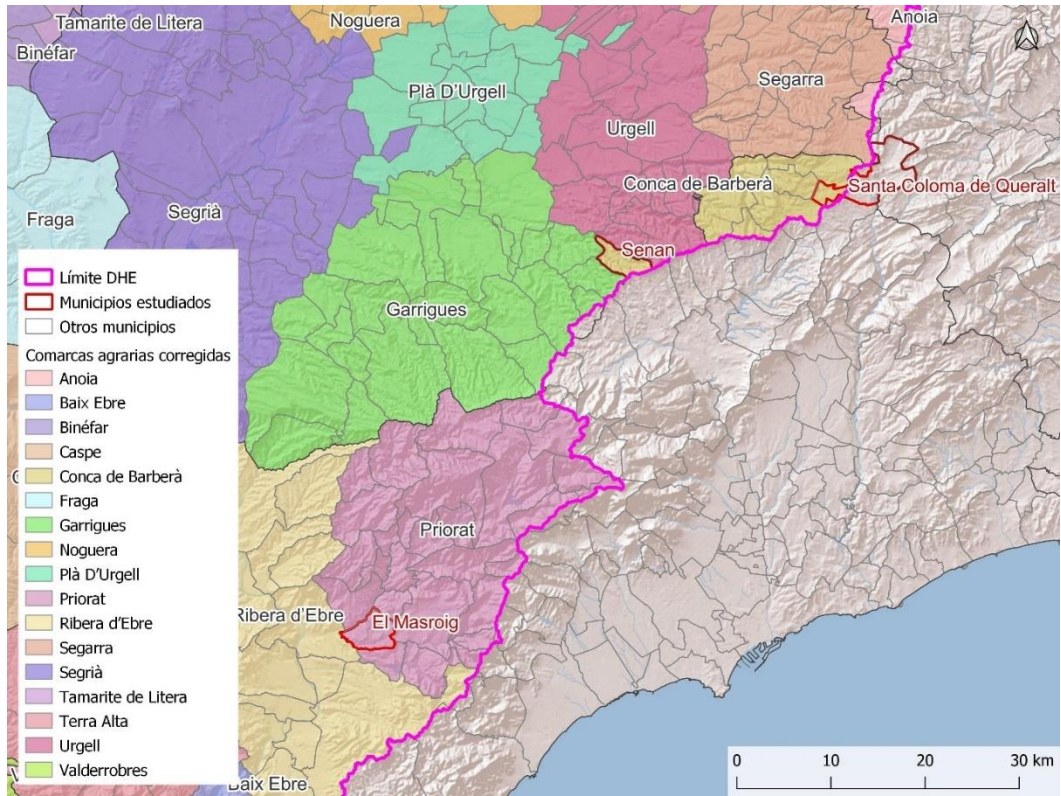 Tamarite de Litera
Noguera
Anoia
Binéfar
Plà D'Urgell
Segarra
Urgell
Conca de Barberà
Santa Coloma de Queralt
Fraga
Segrià
Senan
Garrigues
Priorat
Ribera d'Ebre
El Masroig
Baix Ebre
Límite DHE
Municipios estudiados
Otros municipios
Comarcas agrarias corregidas
Anoia
Baix Ebre
Binéfar
Caspe
Conca de Barberà
Fraga
Garrigues
Noguera
Plà D'Urgell
Priorat
Ribera d'Ebre
Segarra
Segrià
Tamarite de Litera
Terra Alta
Urgell
Valderrobres
0 10 20 30 km